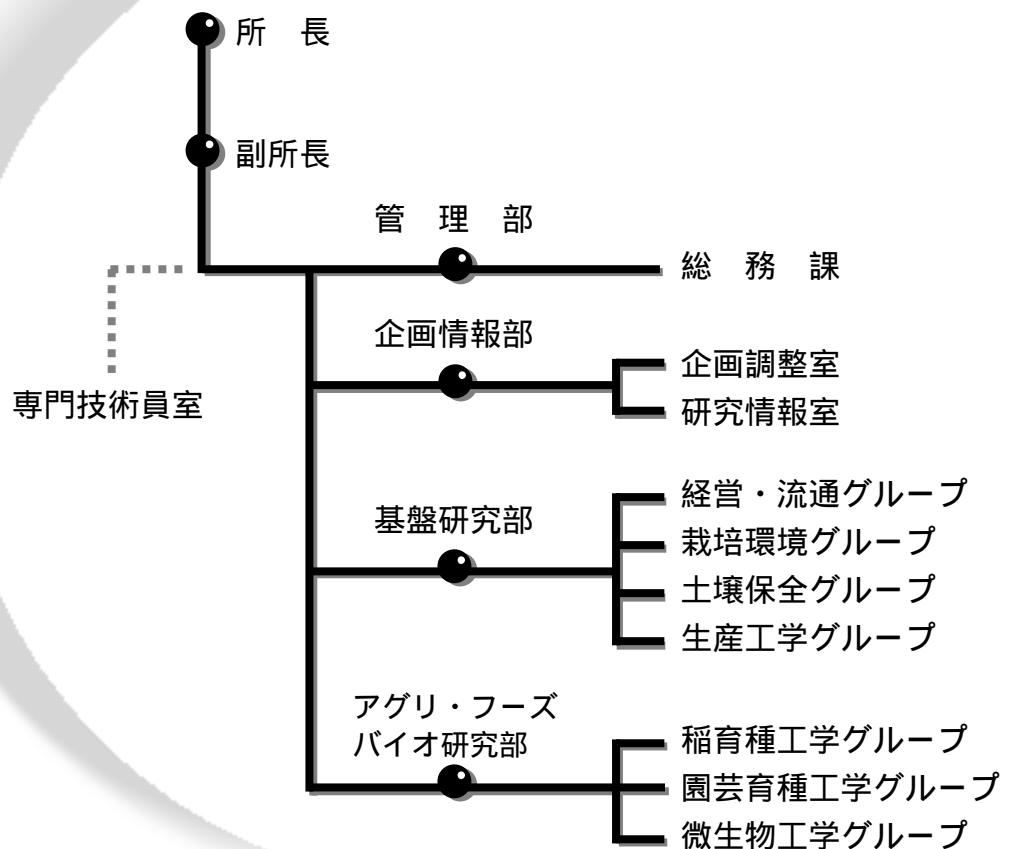 所　長
副所長
管　理　部
総　務　課
企画情報部
企画調整室
研究情報室
専門技術員室
基盤研究部
経営・流通グループ
栽培環境グループ
土壌保全グループ
生産工学グループ
アグリ・フーズ
バイオ研究部
稲育種工学グループ
園芸育種工学グループ
微生物工学グループ